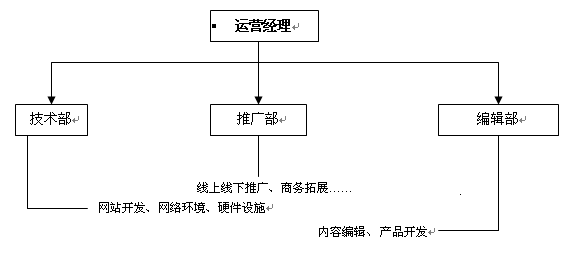 运营经理
技术部
推广部
编辑部
线上线下推广、商务拓展……
网站开发、网络环境、硬件设施
内容编辑、产品开发